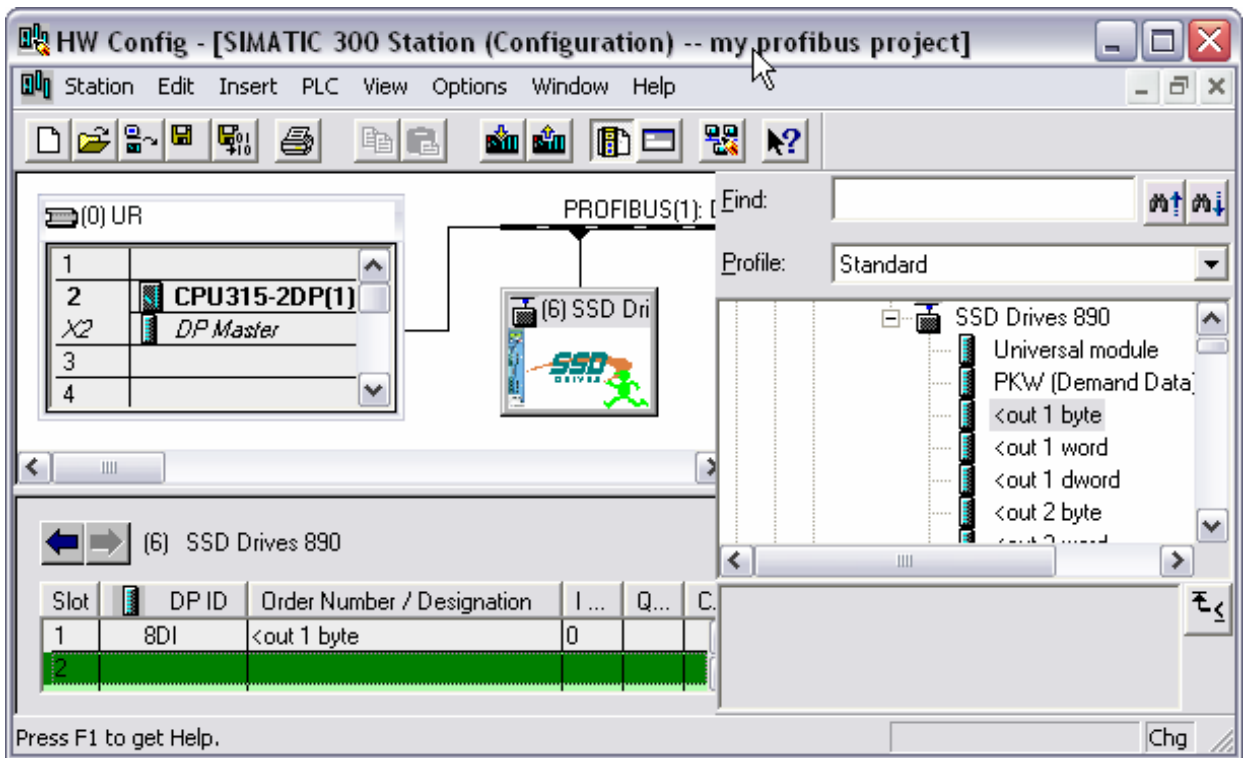 HW Config - [SIMATIC 300 Station (Configuration) -- my profibus project]
Station Edit Insert PLC View Options Window Help
(0) UR
1
2 CPU315-2DP(1)
X2 DP Master
3
4
PROFIBUS(1):
(6) SSD Dri
SSD
DRIVES
Find:
Profile: Standard
SSD Drives 890
Universal module
PKW (Demand Data)
<out 1 byte
<out 1 word
<out 1 dword
<out 2 byte
(6) SSD Drives 890
Slot DP ID Order Number / Designation I ... Q... C.
1 8DI <out 1 byte 0
2
Press F1 to get Help.
Chg